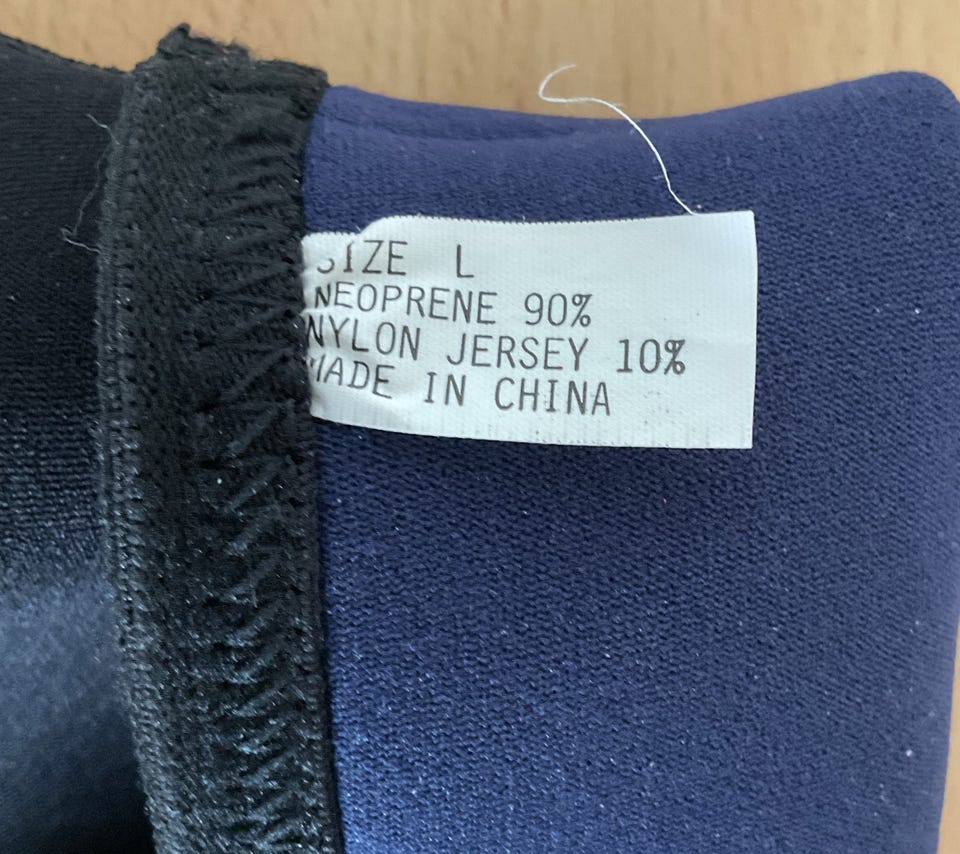 SIZE L
NEOPRENE 90%
NYLON JERSEY 10%
MADE IN CHINA